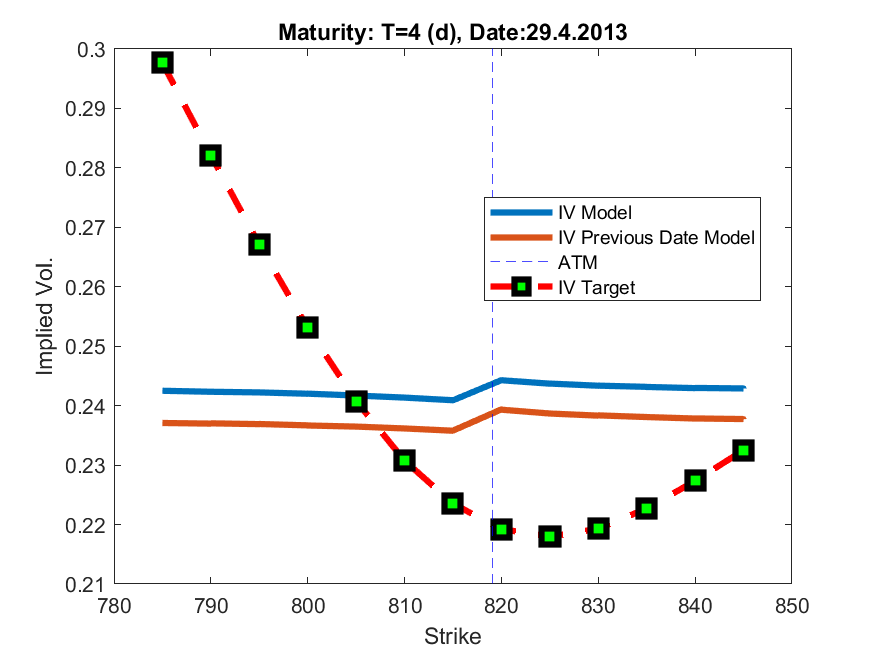 Maturity: T=4 (d), Date:29.4.2013
0.3
0.29
0.28
0.27
0.26
0.25
0.24
0.23
0.22
0.21
Implied Vol.
IV Model
IV Previous Date Model
ATM
IV Target
780
790
800
810
820
830
840
850
Strike